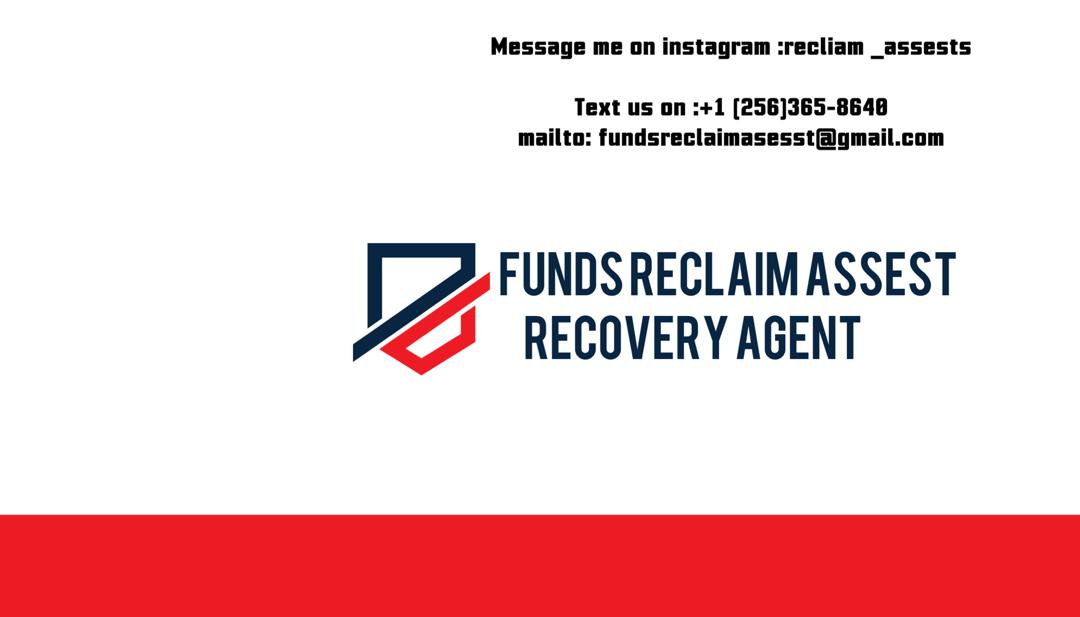 Message me on instagram :recliam _assests
Text us on :+1 (256)365-8640
mailto: fundsreclaimasesst@gmail.com
FUNDS RECLAIM ASSEST
RECOVERY AGENT